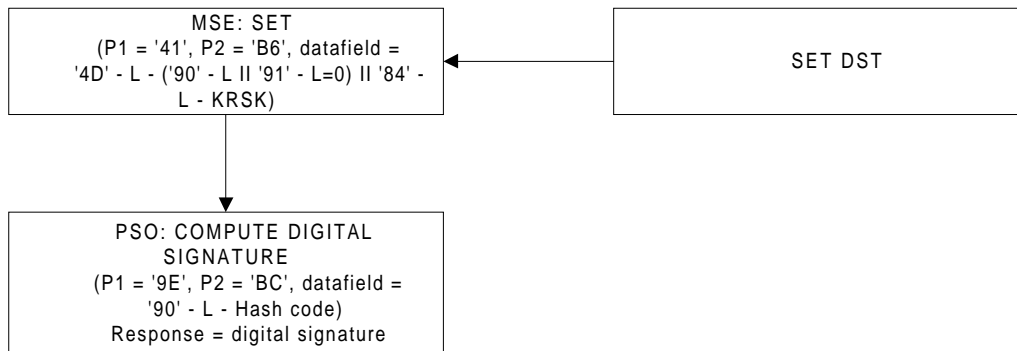 MSE: SET
(P1 = '41', P2 = 'B6', datafield =
'4D' - L - ('90' - L II '91' - L=0) II '84' -
L - KRSK)
SET DST
PSO: COMPUTE DIGITAL
SIGNATURE
(P1 = '9E', P2 = 'BC', datafield =
'90' - L - Hash code)
Response = digital signature